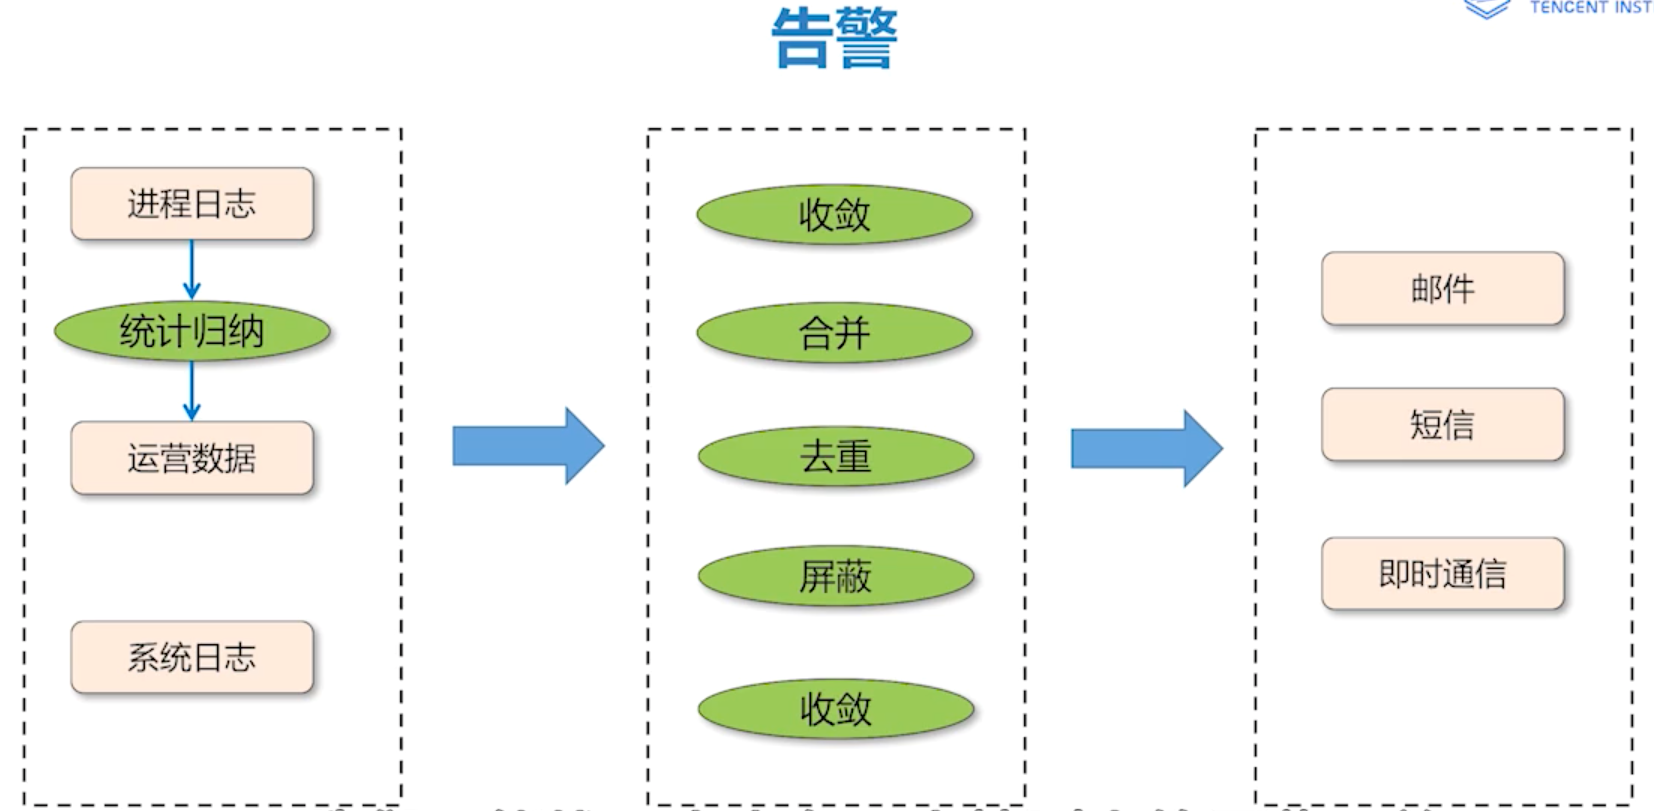 告警
TENCENT INST
进程日志
统计归纳
运营数据
系统日志
收敛
合并
去重
屏蔽
收敛
邮件
短信
即时通信